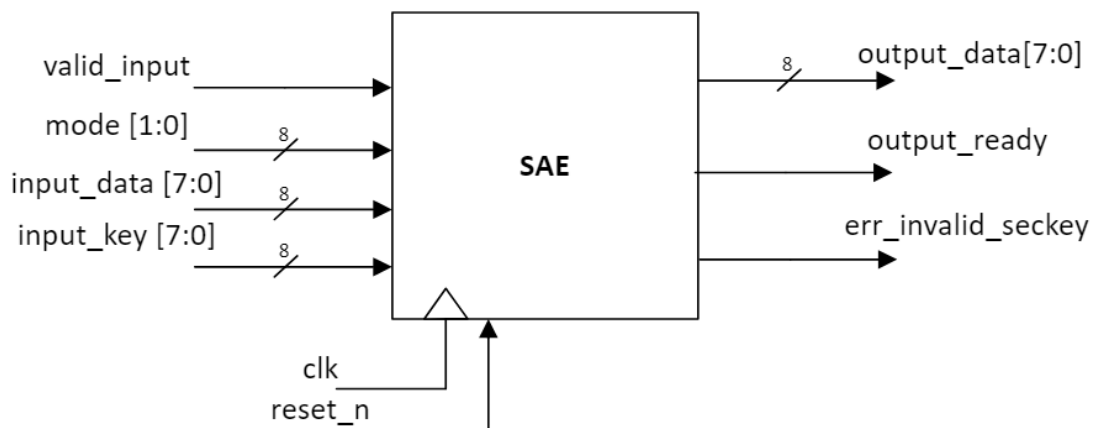 valid_input
mode [1:0]
8
input_data [7:0]
8
input_key [7:0]
8
SAE
8
output_data[7:0]
output_ready
err_invalid_seckey
clk
reset_n